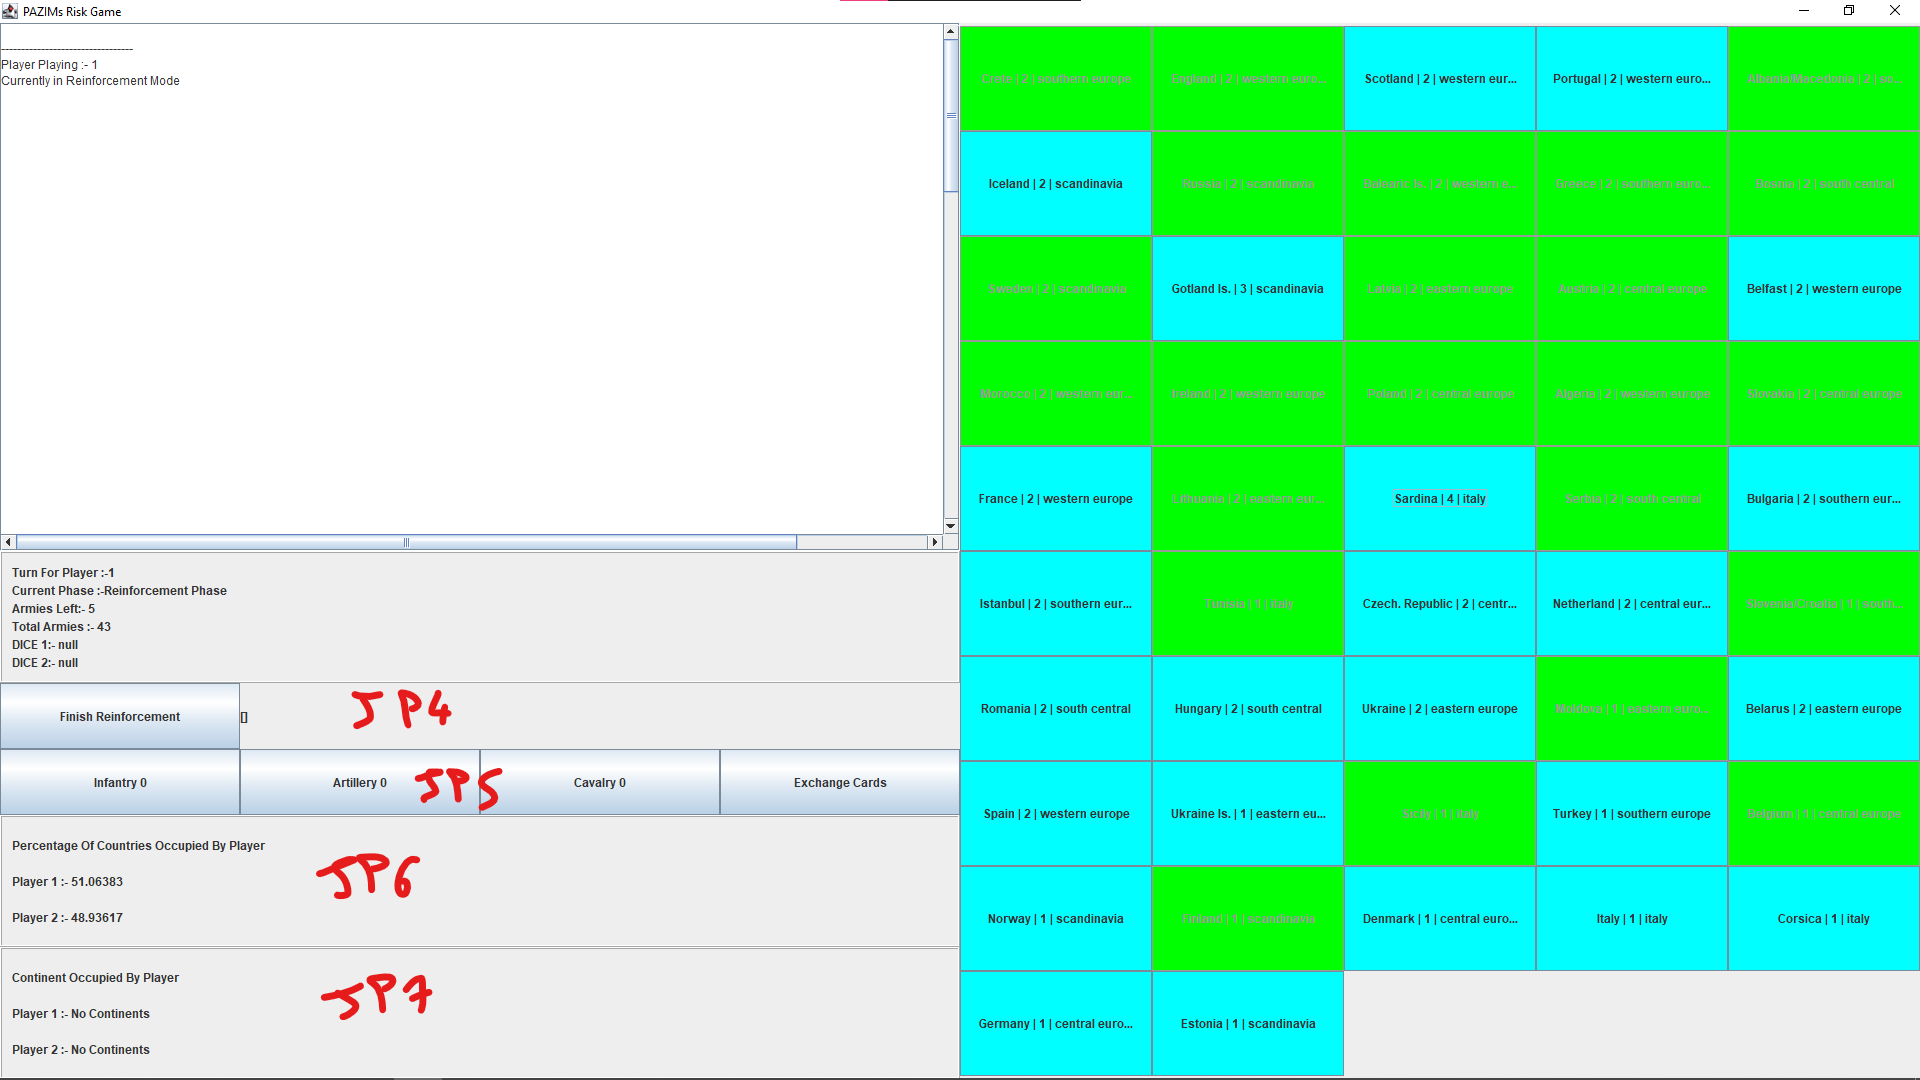 PAZIMs Risk Game
---------------------------------
Player Playing :- 1
Currently in Reinforcement Mode
Turn For Player :-1
Current Phase :-Reinforcement Phase
Armies Left:- 5
Total Armies :- 43
DICE 1:- null
DICE 2:- null
Finish Reinforcement [] JP4
Infantry 0 Artillery 0 JP5 Cavalry 0 Exchange Cards
Percentage Of Countries Occupied By Player
JP6
Player 1 :- 51.06383
Player 2 :- 48.93617
Continent Occupied By Player
JP7
Player 1 :- No Continents
Player 2 :- No Continents
Crete | 2 | southern europe England | 2 | western euro... Scotland | 2 | western eur... Portugal | 2 | western euro... Albania/Macedonia | 2 | so...
Iceland | 2 | scandinavia Russia | 2 | scandinavia Balearic Is. | 2 | western e... Greece | 2 | southern euro... Bosnia | 2 | south central
Sweden | 2 | scandinavia Gotland Is. | 3 | scandinavia Latvia | 2 | eastern europe Austria | 2 | central europe Belfast | 2 | western europe
Morocco | 2 | western eur... Ireland | 2 | western europe Poland | 2 | central europe Algeria | 2 | western europe Slovakia | 2 | central europe
France | 2 | western europe Lithuania | 2 | eastern eur... Sardina | 4 | italy Serbia | 2 | south central Bulgaria | 2 | southern eur...
Istanbul | 2 | southern eur... | 1 | italy Czech. Republic | 2 | centr... Netherland | 2 | central eur... Slovenia/Croatia | 1 | south...
Romania | 2 | south central Hungary | 2 | south central Ukraine | 2 | eastern europe Moldova | 1 | eastern euro... Belarus | 2 | eastern europe
Spain | 2 | western europe Ukraine Is. | 1 | eastern eu... Sicily | 1 | italy Turkey | 1 | southern europe Belgium | 1 | central europe
Norway | 1 | scandinavia Finland | 1 | scandinavia Denmark | 1 | central euro... Italy | 1 | italy Corsica | 1 | italy
Germany | 1 | central euro... Estonia | 1 | scandinavia